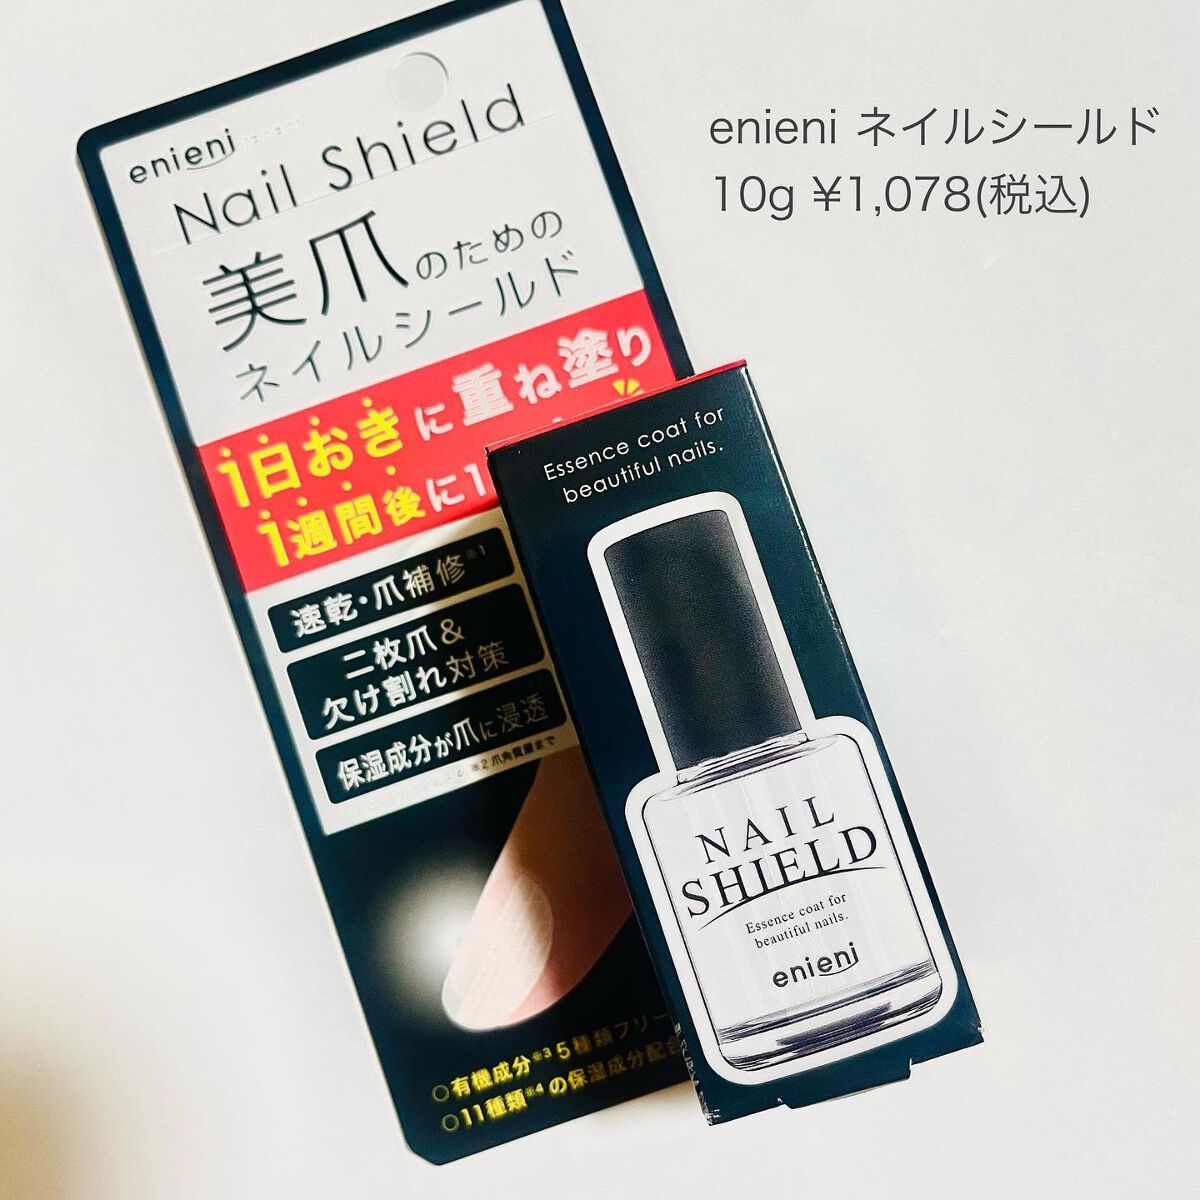 enieni ネイルシールド
10g ¥1,078(税込)
enieni
Nail Shield
美爪のための
ネイルシールド
1日おきに重ね塗り
1週間後に1
速乾・爪補修※1
二枚爪&
欠け割れ対策
保湿成分が爪に浸透
※2 爪角質層まで
○有機成分※3 5種類フリー
○11種類※4の保湿成分配合
Essence coat for
beautiful nails.
NAIL
SHIELD
Essence coat for
beautiful nails.
enieni